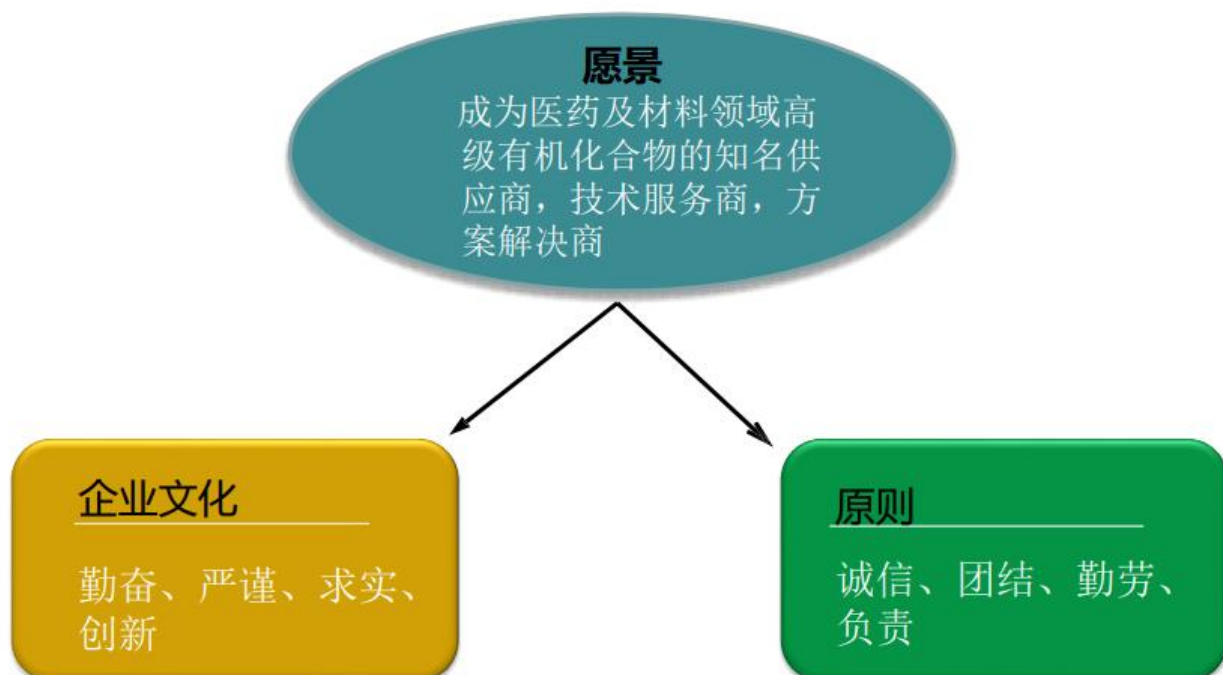 愿景
成为医药及材料领域高
级有机化合物的知名供
应商，技术服务商，方
案解决商
企业文化
勤奋、严谨、求实、
创新
原则
诚信、团结、勤劳、
负责